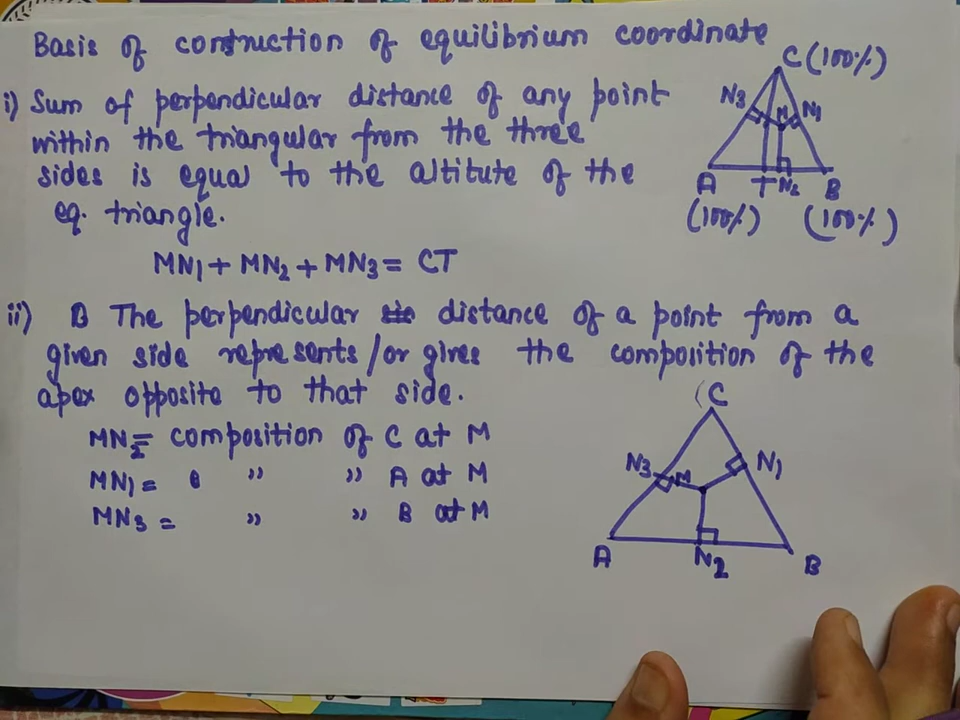 Basis of construction of equilibrium coordinate
i) Sum of perpendicular distance of any point
within the triangular from the three
sides is equal to the altitute of the
eq. triangle.
MN1 + MN2 + MN3 = CT
C (100%)
N3 M N1
A T N2 B
(100%) (100%)
ii) The perpendicular distance of a point from a
given side represents / or gives the composition of the
apex opposite to that side.
MN2 = composition of C at M
MN1 = " " A at M
MN3 = " " B at M
C
N3 M N1
A N2 B